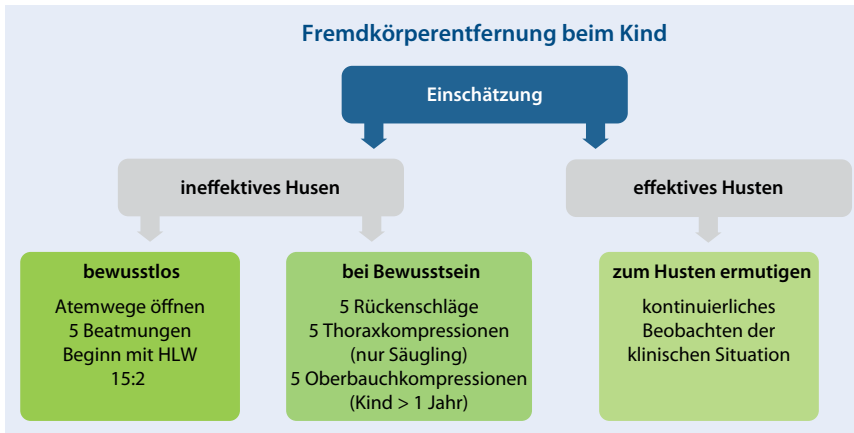 Fremdkörperentfernung beim Kind
Einschätzung
ineffektives Husen
effektives Husten
bewusstlos
Atemwege öffnen
5 Beatmungen
Beginn mit HLW
15:2
bei Bewusstsein
5 Rückenschläge
5 Thoraxkompressionen
(nur Säugling)
5 Oberbauchkompressionen
(Kind > 1 Jahr)
zum Husten ermutigen
kontinuierliches
Beobachten der
klinischen Situation